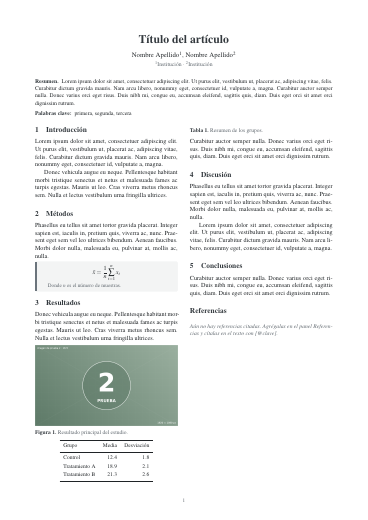 Título del artículo
Nombre Apellido¹, Nombre Apellido²
¹Institución · ²Institución
Resumen. Lorem ipsum dolor sit amet, consectetuer adipiscing elit. Ut purus elit, vestibulum ut, placerat ac, adipiscing vitae, felis.
Curabitur dictum gravida mauris. Nam arcu libero, nonummy eget, consectetuer id, vulputate a, magna. Curabitur auctor semper
nulla. Donec varius orci eget risus. Duis nibh mi, congue eu, accumsan eleifend, sagittis quis, diam. Duis eget orci sit amet orci
dignissim rutrum.
Palabras clave: primera, segunda, tercera
1 Introducción
Lorem ipsum dolor sit amet, consectetuer adipiscing elit.
Ut purus elit, vestibulum ut, placerat ac, adipiscing vitae,
felis. Curabitur dictum gravida mauris. Nam arcu libero,
nonummy eget, consectetuer id, vulputate a, magna.
Donec vehicula augue eu neque. Pellentesque habitant
morbi tristique senectus et netus et malesuada fames ac
turpis egestas. Mauris ut leo. Cras viverra metus rhoncus
sem. Nulla et lectus vestibulum urna fringilla ultrices.
2 Métodos
Phasellus eu tellus sit amet tortor gravida placerat. Integer
sapien est, iaculis in, pretium quis, viverra ac, nunc. Prae-
sent eget sem vel leo ultrices bibendum. Aenean faucibus.
Morbi dolor nulla, malesuada eu, pulvinar at, mollis ac,
nulla.
Donde n es el número de muestras.
3 Resultados
Donec vehicula augue eu neque. Pellentesque habitant mor-
bi tristique senectus et netus et malesuada fames ac turpis
egestas. Mauris ut leo. Cras viverra metus rhoncus sem.
Nulla et lectus vestibulum urna fringilla ultrices.
2
PRUEBA
Figura 1. Resultado principal del estudio.
Grupo Media Desviación
Control 12.4 1.8
Tratamiento A 18.9 2.1
Tratamiento B 21.3 2.6
Tabla 1. Resumen de los grupos.
Curabitur auctor semper nulla. Donec varius orci eget ri-
sus. Duis nibh mi, congue eu, accumsan eleifend, sagittis
quis, diam. Duis eget orci sit amet orci dignissim rutrum.
4 Discusión
Phasellus eu tellus sit amet tortor gravida placerat. Integer
sapien est, iaculis in, pretium quis, viverra ac, nunc. Prae-
sent eget sem vel leo ultrices bibendum. Aenean faucibus.
Morbi dolor nulla, malesuada eu, pulvinar at, mollis ac,
nulla.
Lorem ipsum dolor sit amet, consectetuer adipiscing
elit. Ut purus elit, vestibulum ut, placerat ac, adipiscing
vitae, felis. Curabitur dictum gravida mauris. Nam arcu li-
bero, nonummy eget, consectetuer id, vulputate a, magna.
5 Conclusiones
Curabitur auctor semper nulla. Donec varius orci eget ri-
sus. Duis nibh mi, congue eu, accumsan eleifend, sagittis
quis, diam. Duis eget orci sit amet orci dignissim rutrum.
Referencias
Aún no hay referencias citadas. Agrégalas en el panel Referen-
cias y cítalas en el texto con
1